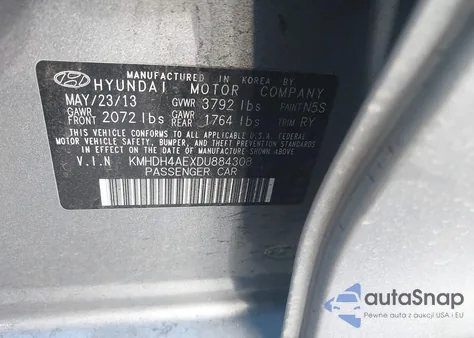 MANUFACTURED IN KOREA BY
HYUNDAI MOTOR COMPANY
MAY/23/13 GVWR 3792 lbs PAINT N5S
GAWR FRONT 2072 lbs GAWR REAR 1764 lbs TRIM RY
THIS VEHICLE CONFORMS TO ALL APPLICABLE U.S.A. FEDERAL
MOTOR VEHICLE SAFETY, BUMPER, AND THEFT PREVENTION STANDARDS
IN EFFECT ON THE DATE OF MANUFACTURE SHOWN ABOVE.
V.I.N KMHDH4AEXDU884308
PASSENGER CAR
autoSnap
Pewne auta z aukcji USA i EU